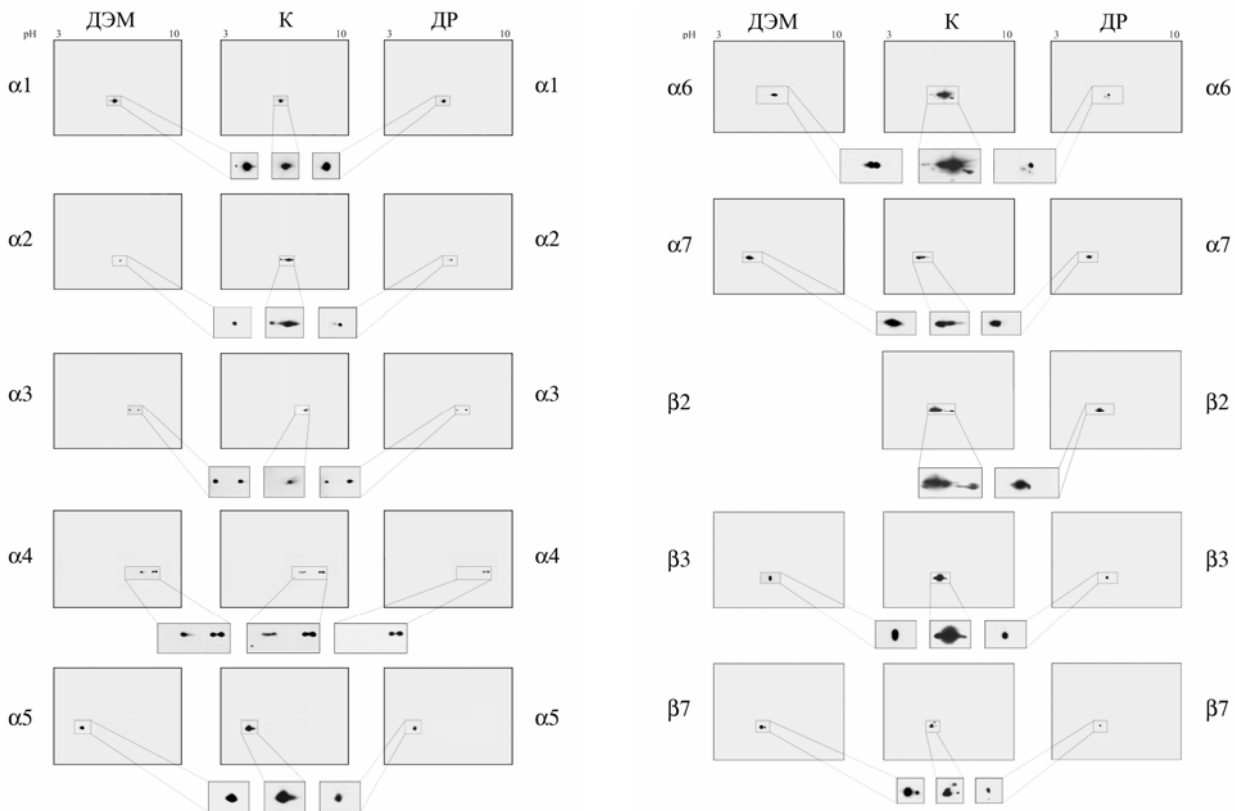 ДЭМ К ДР
pH 3 10 3 10 3 10
α1 α1
α2 α2
α3 α3
α4 α4
α5 α5
ДЭМ К ДР
pH 3 10 3 10 3 10
α6 α6
α7 α7
β2 β2
β3 β3
β7 β7